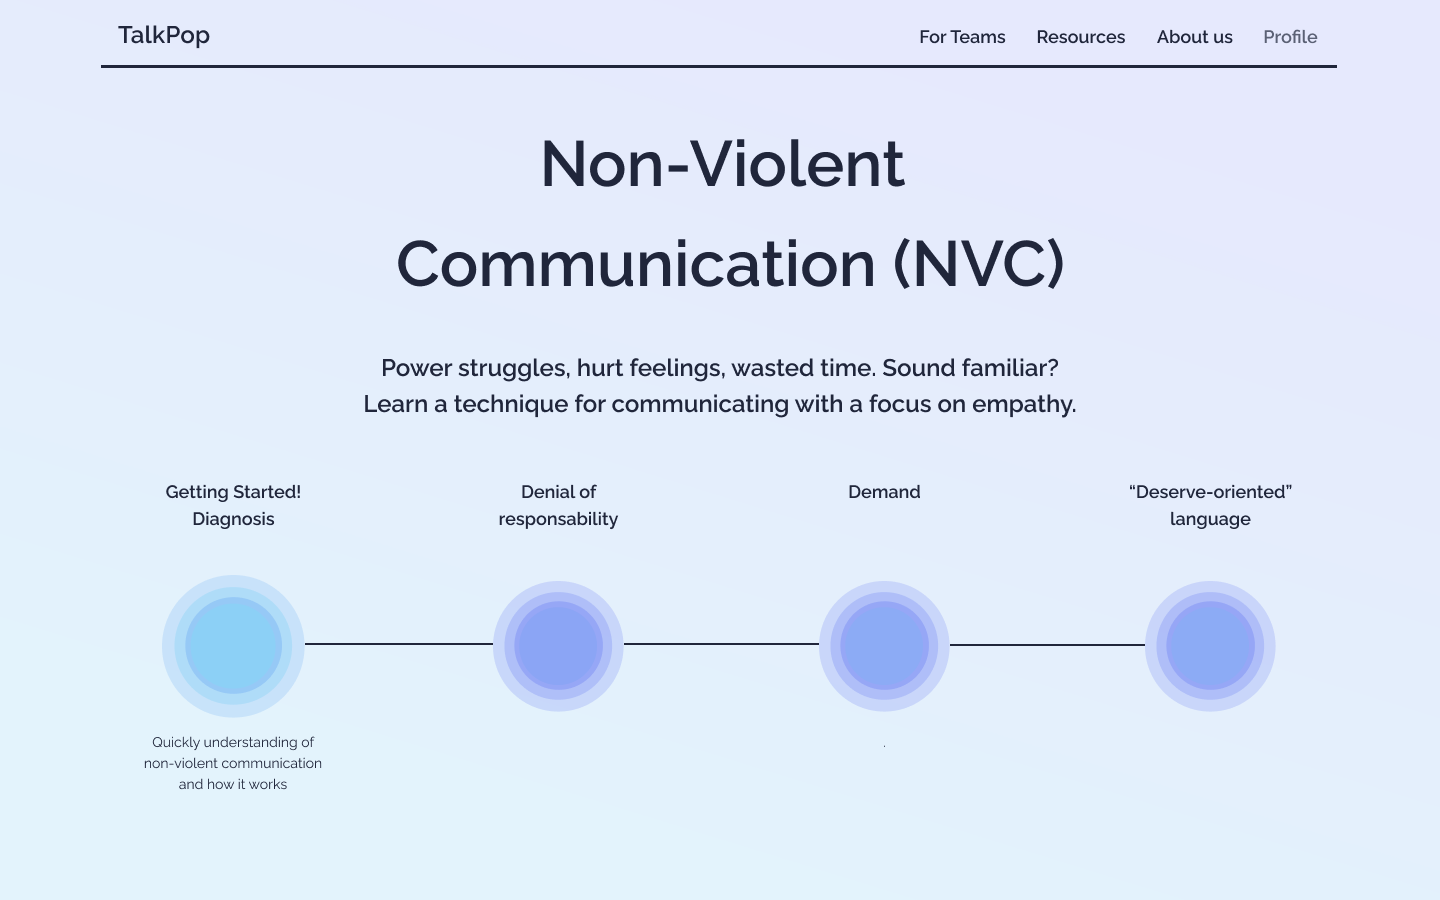 TalkPop
For Teams
Resources
About us
Profile
Non-Violent
Communication (NVC)
Power struggles, hurt feelings, wasted time. Sound familiar?
Learn a technique for communicating with a focus on empathy.
Getting Started!
Diagnosis
Denial of
responsability
Demand
“Deserve-oriented”
language
Quickly understanding of
non-violent communication
and how it works
.